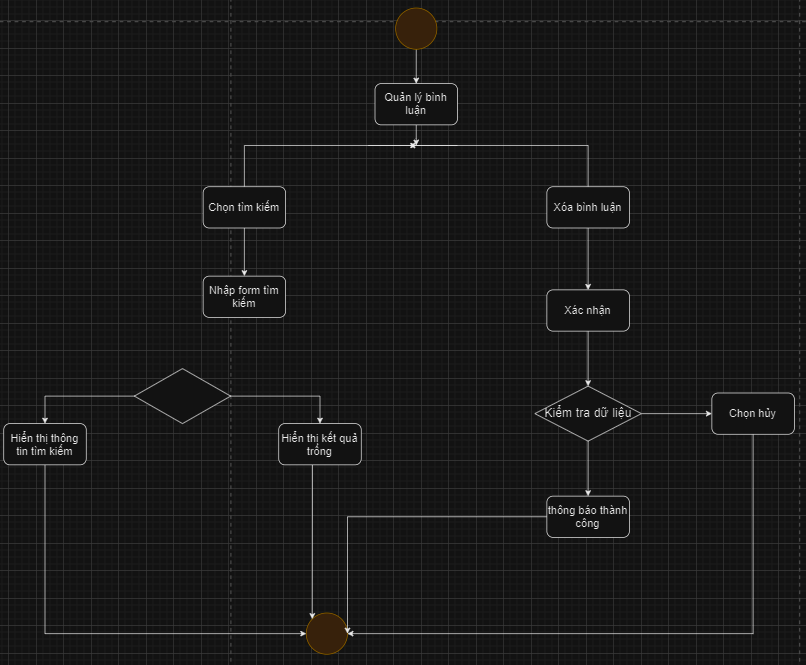 Quản lý bình
luận
Chọn tìm kiếm
Xóa bình luận
Nhập form tìm
kiếm
Xác nhận
Kiểm tra dữ liệu
Chọn hủy
Hiển thị thông
tin tìm kiếm
Hiển thị kết quả
trống
thông báo thành
công